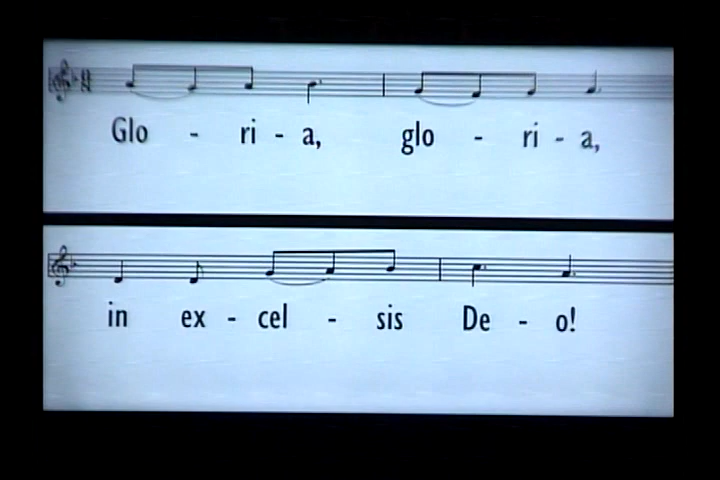 Glo - ri - a, glo - ri - a,
in ex - cel - sis De - o!